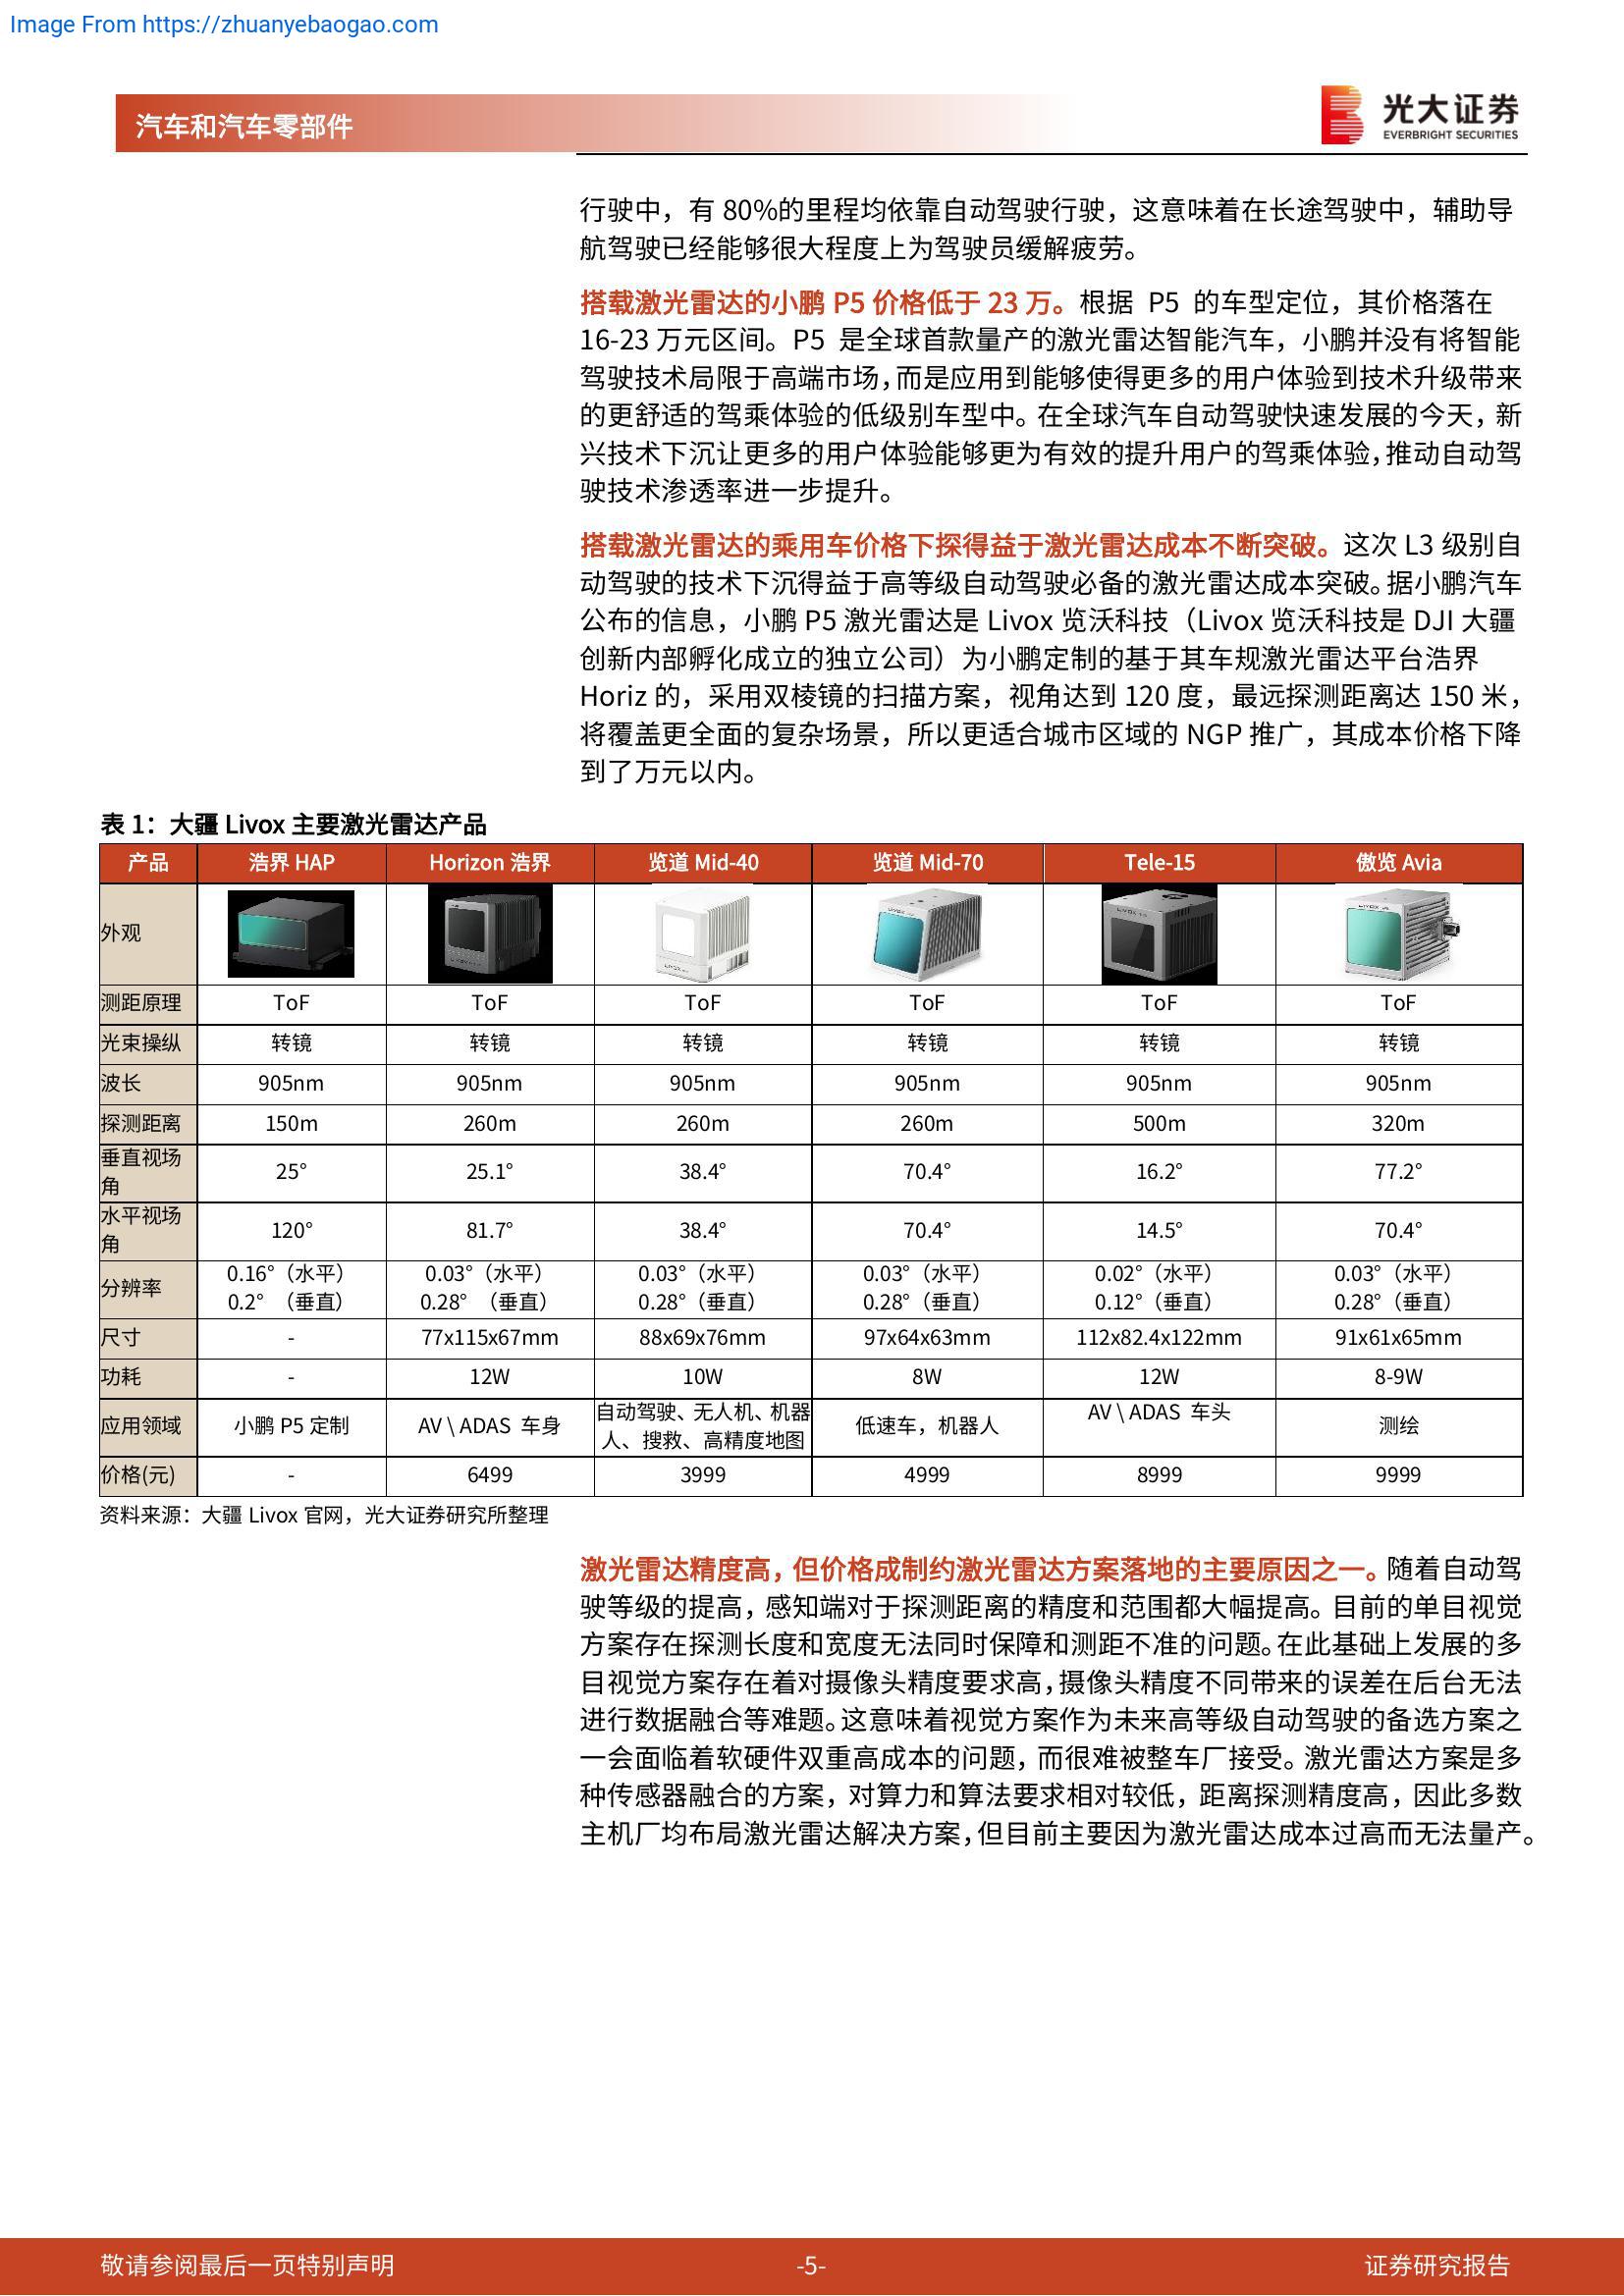 Image From https://zhuanyebaogao.com
汽车和汽车零部件
光大证券
EVERBRIGHT SECURITIES
行驶中，有 80%的里程均依靠自动驾驶行驶，这意味着在长途驾驶中，辅助导
航驾驶已经能够很大程度上为驾驶员缓解疲劳。
搭载激光雷达的小鹏 P5 价格低于 23 万。根据 P5 的车型定位，其价格落在
16-23 万元区间。P5 是全球首款量产的激光雷达智能汽车，小鹏并没有将智能
驾驶技术局限于高端市场，而是应用到能够使得更多的用户体验到技术升级带来
的更舒适的驾乘体验的低级别车型中。在全球汽车自动驾驶快速发展的今天，新
兴技术下沉让更多的用户体验能够更为有效的提升用户的驾乘体验，推动自动驾
驶技术渗透率进一步提升。
搭载激光雷达的乘用车价格下探得益于激光雷达成本不断突破。这次 L3 级别自
动驾驶的技术下沉得益于高等级自动驾驶必备的激光雷达成本突破。据小鹏汽车
公布的信息，小鹏 P5 激光雷达是 Livox 览沃科技（Livox 览沃科技是 DJI 大疆
创新内部孵化成立的独立公司）为小鹏定制的基于其车规激光雷达平台浩界
Horiz 的，采用双棱镜的扫描方案，视角达到 120 度，最远探测距离达 150 米，
将覆盖更全面的复杂场景，所以更适合城市区域的 NGP 推广，其成本价格下降
到了万元以内。
表 1：大疆 Livox 主要激光雷达产品
产品 浩界 HAP Horizon 浩界 览道 Mid-40 览道 Mid-70 Tele-15 傲览 Avia
外观
测距原理 ToF ToF ToF ToF ToF ToF
光束操纵 转镜 转镜 转镜 转镜 转镜 转镜
波长 905nm 905nm 905nm 905nm 905nm 905nm
探测距离 150m 260m 260m 260m 500m 320m
垂直视场
角 25° 25.1° 38.4° 70.4° 16.2° 77.2°
水平视场
角 120° 81.7° 38.4° 70.4° 14.5° 70.4°
分辨率 0.16°（水平） 0.03°（水平） 0.03°（水平） 0.03°（水平） 0.02°（水平） 0.03°（水平）
0.2° （垂直） 0.28° （垂直） 0.28°（垂直） 0.28°（垂直） 0.12°（垂直） 0.28°（垂直）
尺寸 - 77x115x67mm 88x69x76mm 97x64x63mm 112x82.4x122mm 91x61x65mm
功耗 - 12W 10W 8W 12W 8-9W
应用领域 小鹏 P5 定制 AV \ ADAS 车身 自动驾驶、无人机、机器 低速车，机器人 AV \ ADAS 车头 测绘
人、搜救、高精度地图
价格(元) - 6499 3999 4999 8999 9999
资料来源：大疆 Livox 官网，光大证券研究所整理
激光雷达精度高，但价格成制约激光雷达方案落地的主要原因之一。随着自动驾
驶等级的提高，感知端对于探测距离的精度和范围都大幅提高。目前的单目视觉
方案存在探测长度和宽度无法同时保障和测距不准的问题。在此基础上发展的多
目视觉方案存在着对摄像头精度要求高，摄像头精度不同带来的误差在后台无法
进行数据融合等难题。这意味着视觉方案作为未来高等级自动驾驶的备选方案之
一会面临着软硬件双重高成本的问题，而很难被整车厂接受。激光雷达方案是多
种传感器融合的方案，对算力和算法要求相对较低，距离探测精度高，因此多数
主机厂均布局激光雷达解决方案，但目前主要因为激光雷达成本过高而无法量产。
敬请参阅最后一页特别声明 -5- 证券研究报告